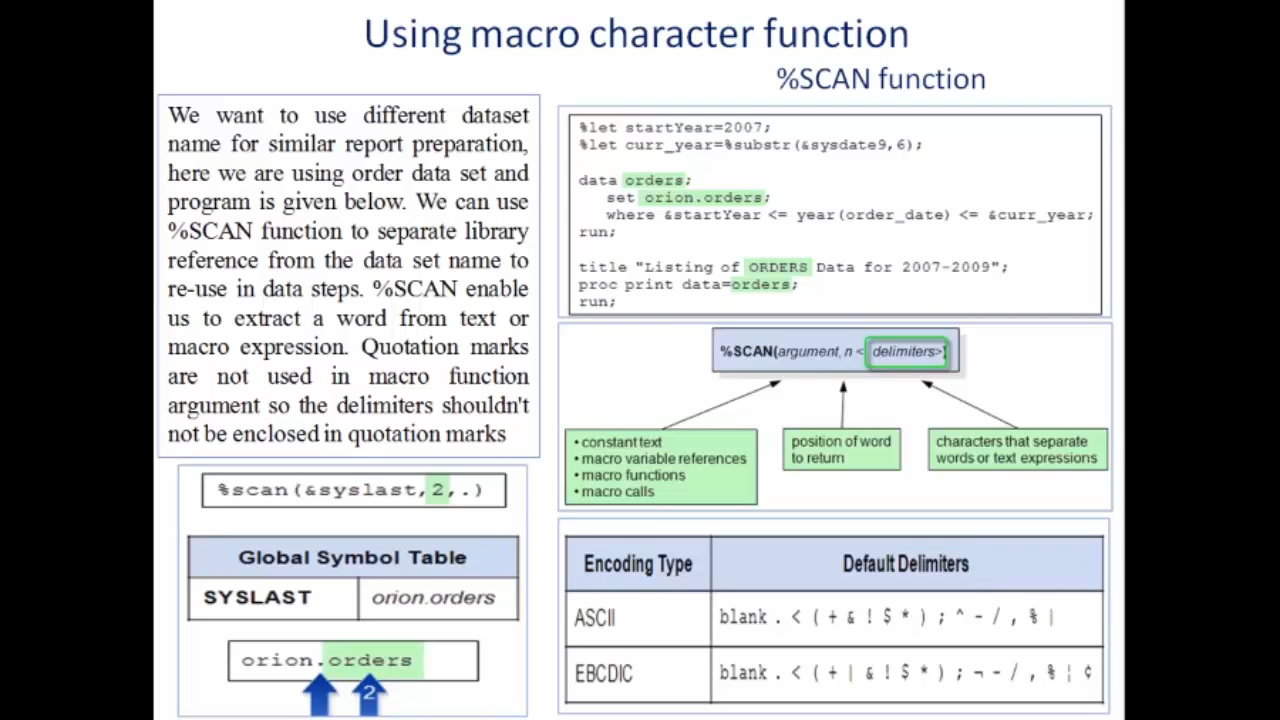 Using macro character function
%SCAN function
We want to use different dataset
name for similar report preparation,
here we are using order data set and
program is given below. We can use
%SCAN function to separate library
reference from the data set name to
re-use in data steps. %SCAN enable
us to extract a word from text or
macro expression. Quotation marks
are not used in macro function
argument so the delimiters shouldn't
not be enclosed in quotation marks
%scan(&syslast,2,.)
Global Symbol Table
SYSLAST orion.orders
orion.orders
2
%let startYear=2007;
%let curr_year=%substr(&sysdate9,6);
data orders;
set orion.orders;
where &startYear <= year(order_date) <= &curr_year;
run;
title "Listing of ORDERS Data for 2007-2009";
proc print data=orders;
run;
%SCAN(argument, n < delimiters>)
• constant text
• macro variable references
• macro functions
• macro calls
position of word
to return
characters that separate
words or text expressions
Encoding Type Default Delimiters
ASCII blank . < ( + & ! $ * ) ; ^ - / , % |
EBCDIC blank . < ( + | & ! $ * ) ; ¬ - / , % ¦ ¢